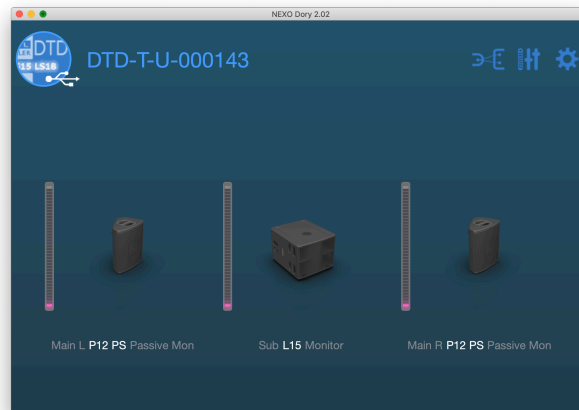 NEXO Dory 2.02
DTD
LS18
DTD-T-U-000143
Main L P12 PS Passive Mon
Sub L15 Monitor
Main R P12 PS Passive Mon